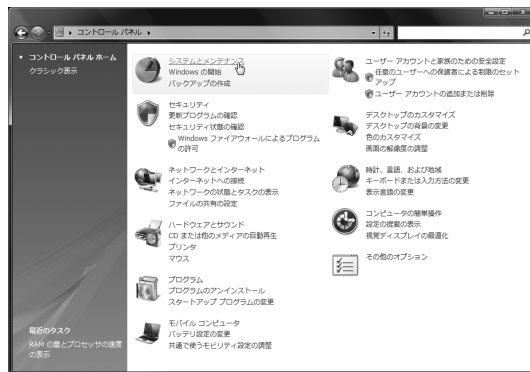 コントロール パネル
コントロール パネル ホーム
クラシック表示
システムとメンテナンス
Windows の開始
バックアップの作成
セキュリティ
更新プログラムの確認
セキュリティ状態の確認
Windows ファイアウォールによるプログラム
の許可
ネットワークとインターネット
インターネットへの接続
ネットワークの状態とタスクの表示
ファイルの共有の設定
ハードウェアとサウンド
CD または他のメディアの自動再生
プリンタ
マウス
プログラム
プログラムのアンインストール
スタートアップ プログラムの変更
モバイル コンピュータ
バッテリ設定の変更
共通で使うモビリティ設定の調整
ユーザー アカウントと家族のための安全設定
任意のユーザーへの保護者による制限のセット
アップ
ユーザー アカウントの追加または削除
デスクトップのカスタマイズ
デスクトップの背景の変更
色のカスタマイズ
画面の解像度の調整
時計、言語、および地域
キーボードまたは入力方法の変更
表示言語の変更
コンピュータの簡単操作
設定の提案の表示
視覚ディスプレイの最適化
その他のオプション
最近のタスク
RAM の量とプロセッサの速度
の表示